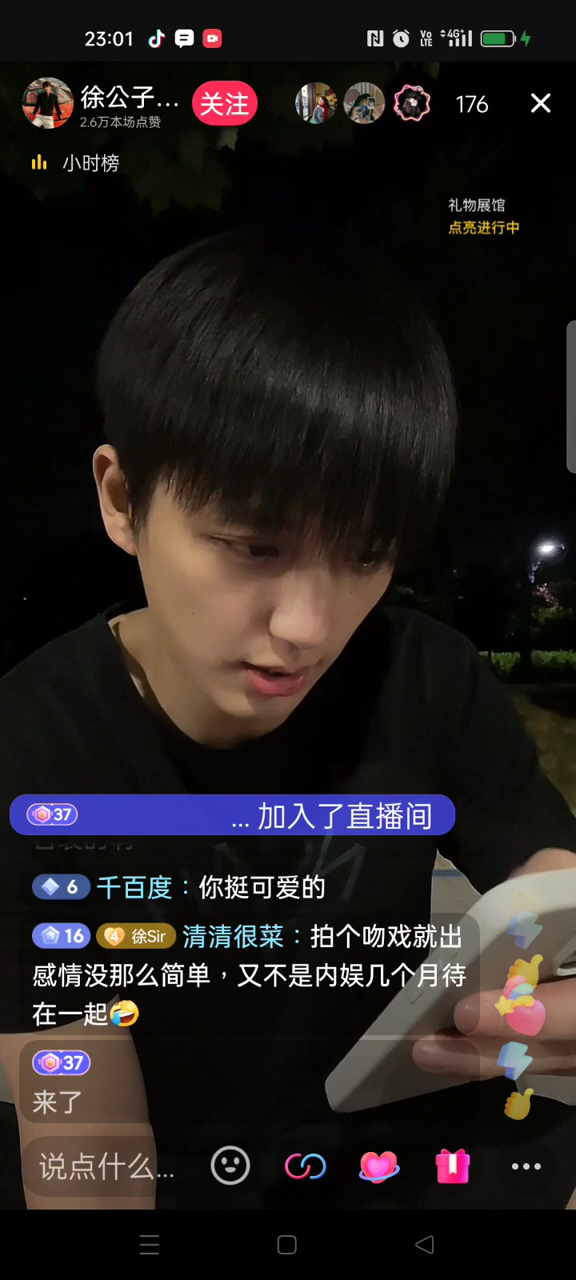 23:01
VoLTE
4G
徐公子...
2.6万本场点赞
关注
176
小时榜
礼物展馆
点亮进行中
37 ... 加入了直播间
6 千百度：你挺可爱的
16 4 徐Sir 清清很菜：拍个吻戏就出
感情没那么简单，又不是内娱几个月待
在一起🤣
37
来了
说点什么...